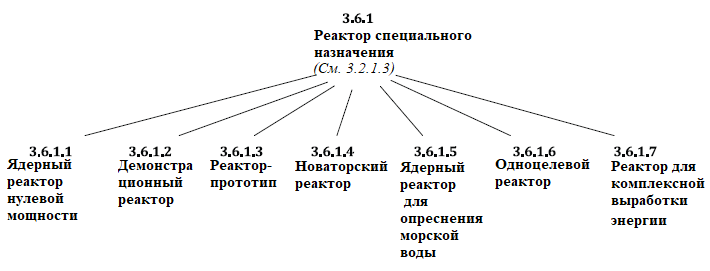 3.6.1
Реактор специального
назначения
(См. 3.2.1.3)
3.6.1.1
Ядерный
реактор
нулевой
мощности
3.6.1.2
Демонстра
ционный
реактор
3.6.1.3
Реактор-
прототип
3.6.1.4
Новаторский
реактор
3.6.1.5
Ядерный
реактор
для
опреснения
морской
воды
3.6.1.6
Одноцелевой
реактор
3.6.1.7
Реактор для
комплексной
выработки
энергии